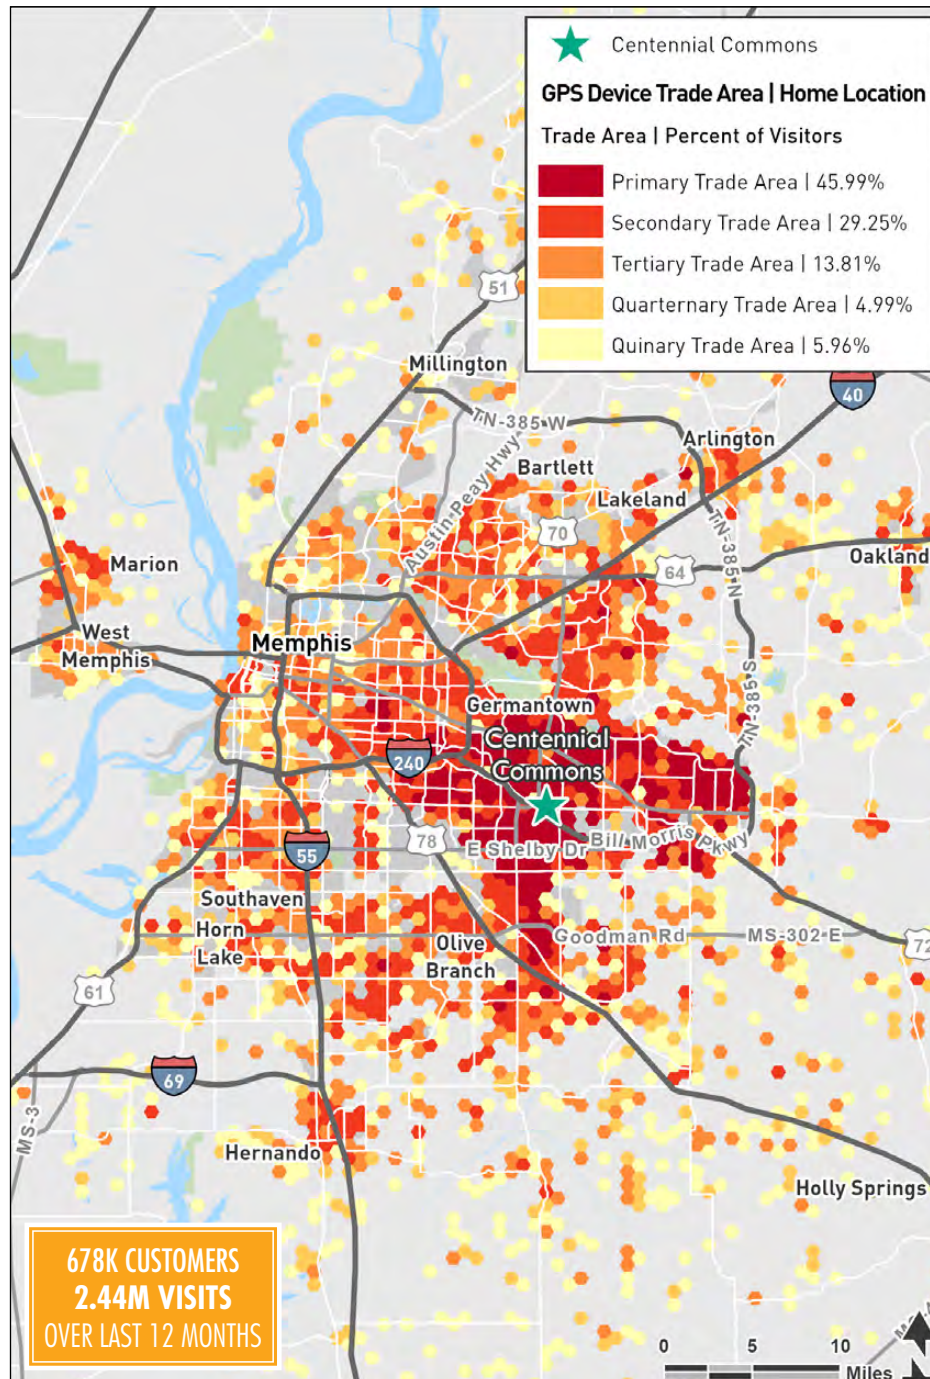 Centennial Commons
GPS Device Trade Area | Home Location
Trade Area | Percent of Visitors
Primary Trade Area | 45.99%
Secondary Trade Area | 29.25%
Tertiary Trade Area | 13.81%
Quarternary Trade Area | 4.99%
Quinary Trade Area | 5.96%
51
40
Millington
TN-385 W
Arlington
Austin Peay Hwy
Bartlett
Lakeland
70
TN-385 N
Oakland
64
Marion
West
Memphis
Memphis
TN-385 S
Germantown
Centennial
Commons
240
78
E Shelby Dr
Bill Morris Pkwy
55
Southaven
Horn
Lake
Olive
Branch
Goodman Rd
MS-302 E
72
61
69
MS-3
Hernando
Holly Springs
678K CUSTOMERS
2.44M VISITS
OVER LAST 12 MONTHS
0 5 10
Miles